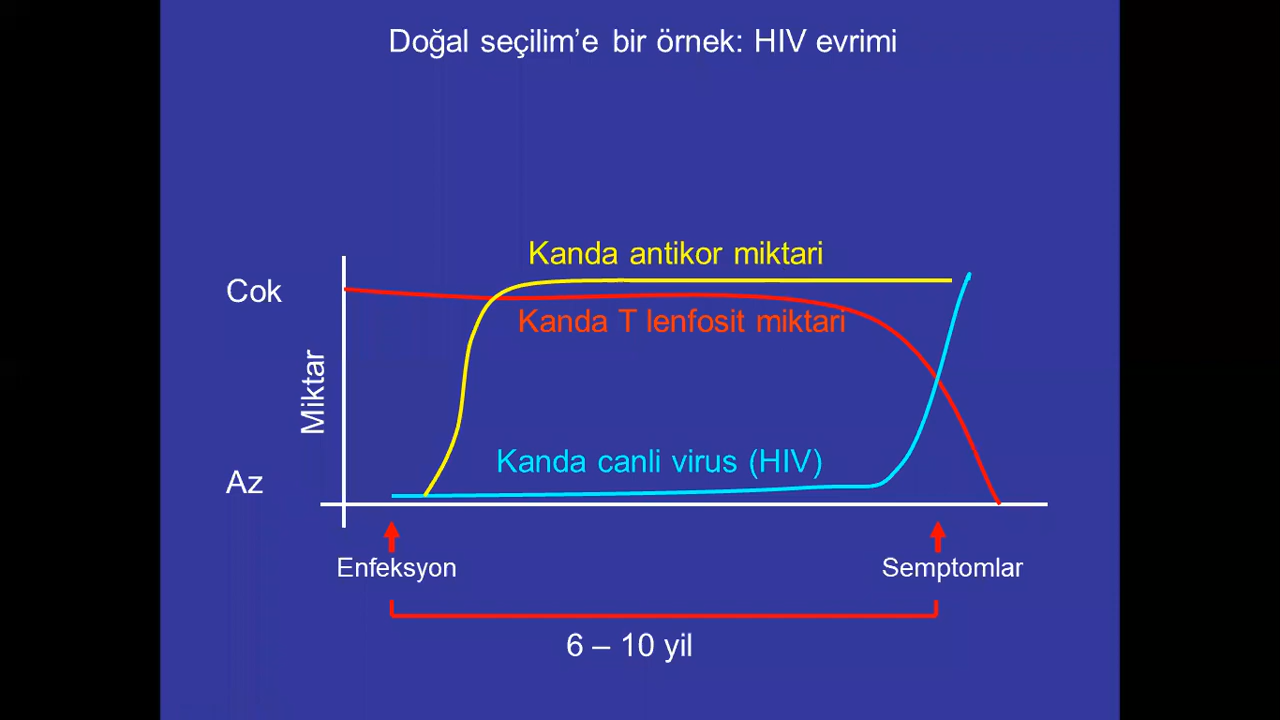 Doğal seçilim’e bir örnek: HIV evrimi
Kanda antikor miktari
Cok
Kanda T lenfosit miktari
Miktar
Kanda canli virus (HIV)
Az
Enfeksyon
Semptomlar
6 – 10 yil